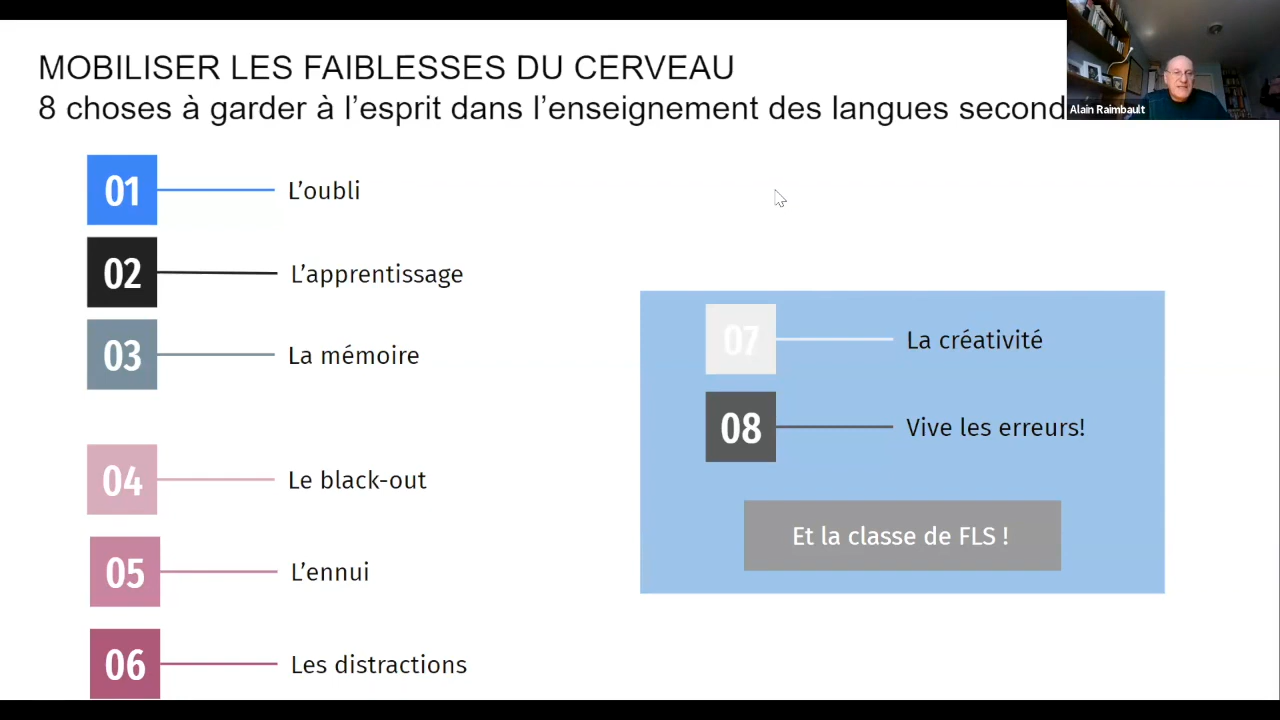 MOBILISER LES FAIBLESSES DU CERVEAU
8 choses à garder à l’esprit dans l’enseignement des langues second
Alain Raimbault
01 L’oubli
02 L’apprentissage
03 La mémoire
04 Le black-out
05 L’ennui
06 Les distractions
07 La créativité
08 Vive les erreurs!
Et la classe de FLS !